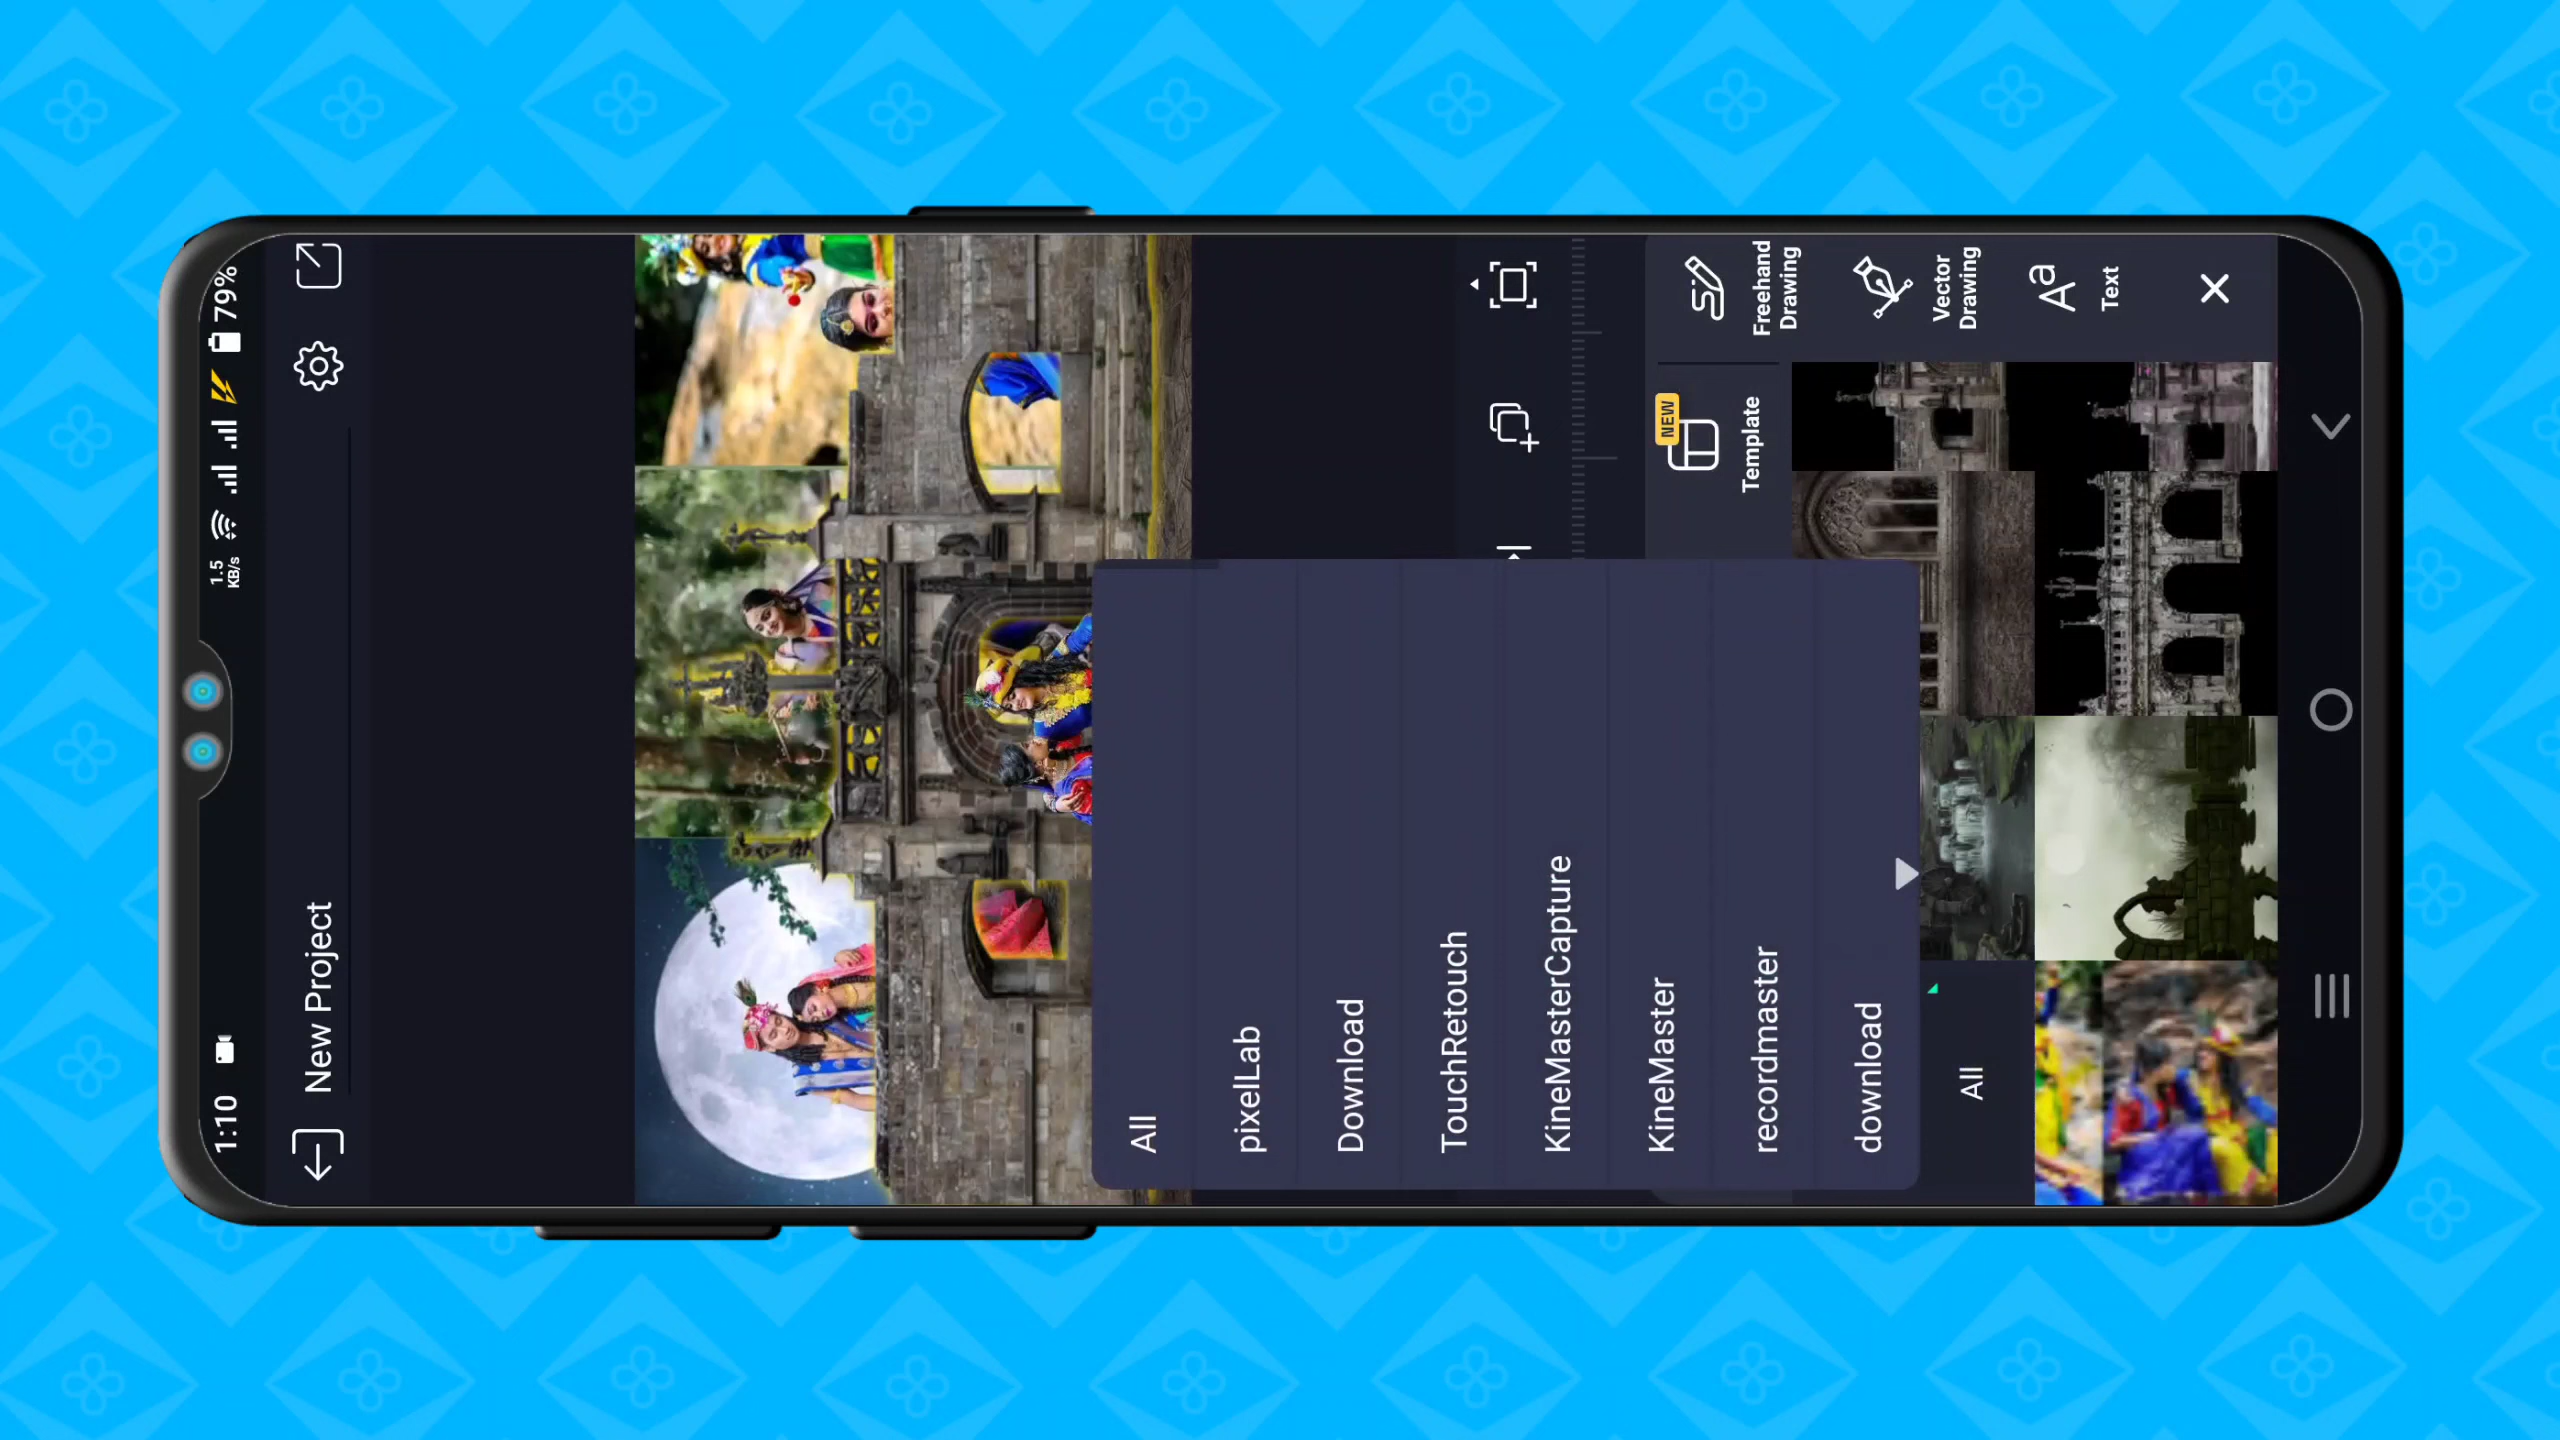 1:10
1.5
KB/s
79%
New Project
Freehand
Drawing
Vector
Drawing
Aa
Text
NEW
Template
All
pixelLab
Download
TouchRetouch
KineMasterCapture
KineMaster
recordmaster
download
All